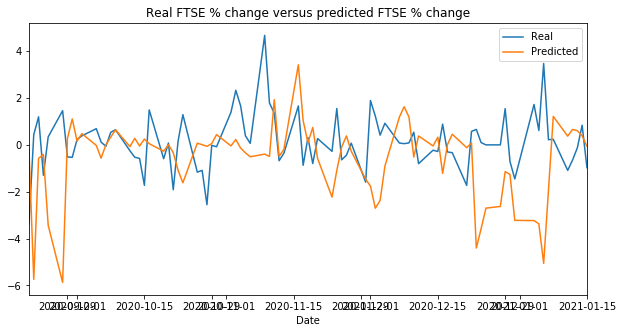 Real FTSE % change versus predicted FTSE % change
Real
Predicted
4
2
0
−2
−4
−6
2020-10-15
2020-11-15
2020-12-15
2021-01-15
Date